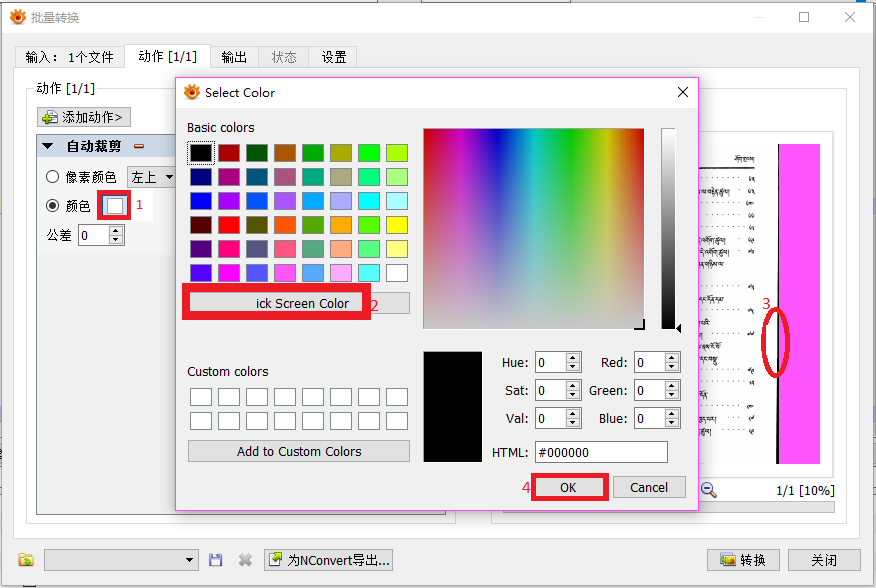 批量转换
输入：1个文件
动作 [1/1]
输出
状态
设置
动作 [1/1]
添加动作>
自动裁剪
像素颜色
左上
颜色
1
公差
0
Select Color
Basic colors
ick Screen Color
2
Custom colors
Add to Custom Colors
Hue: 0
Red: 0
Sat: 0
Green: 0
Val: 0
Blue: 0
HTML: #000000
4
OK
Cancel
3
1/1 [10%]
为NConvert导出...
转换
关闭